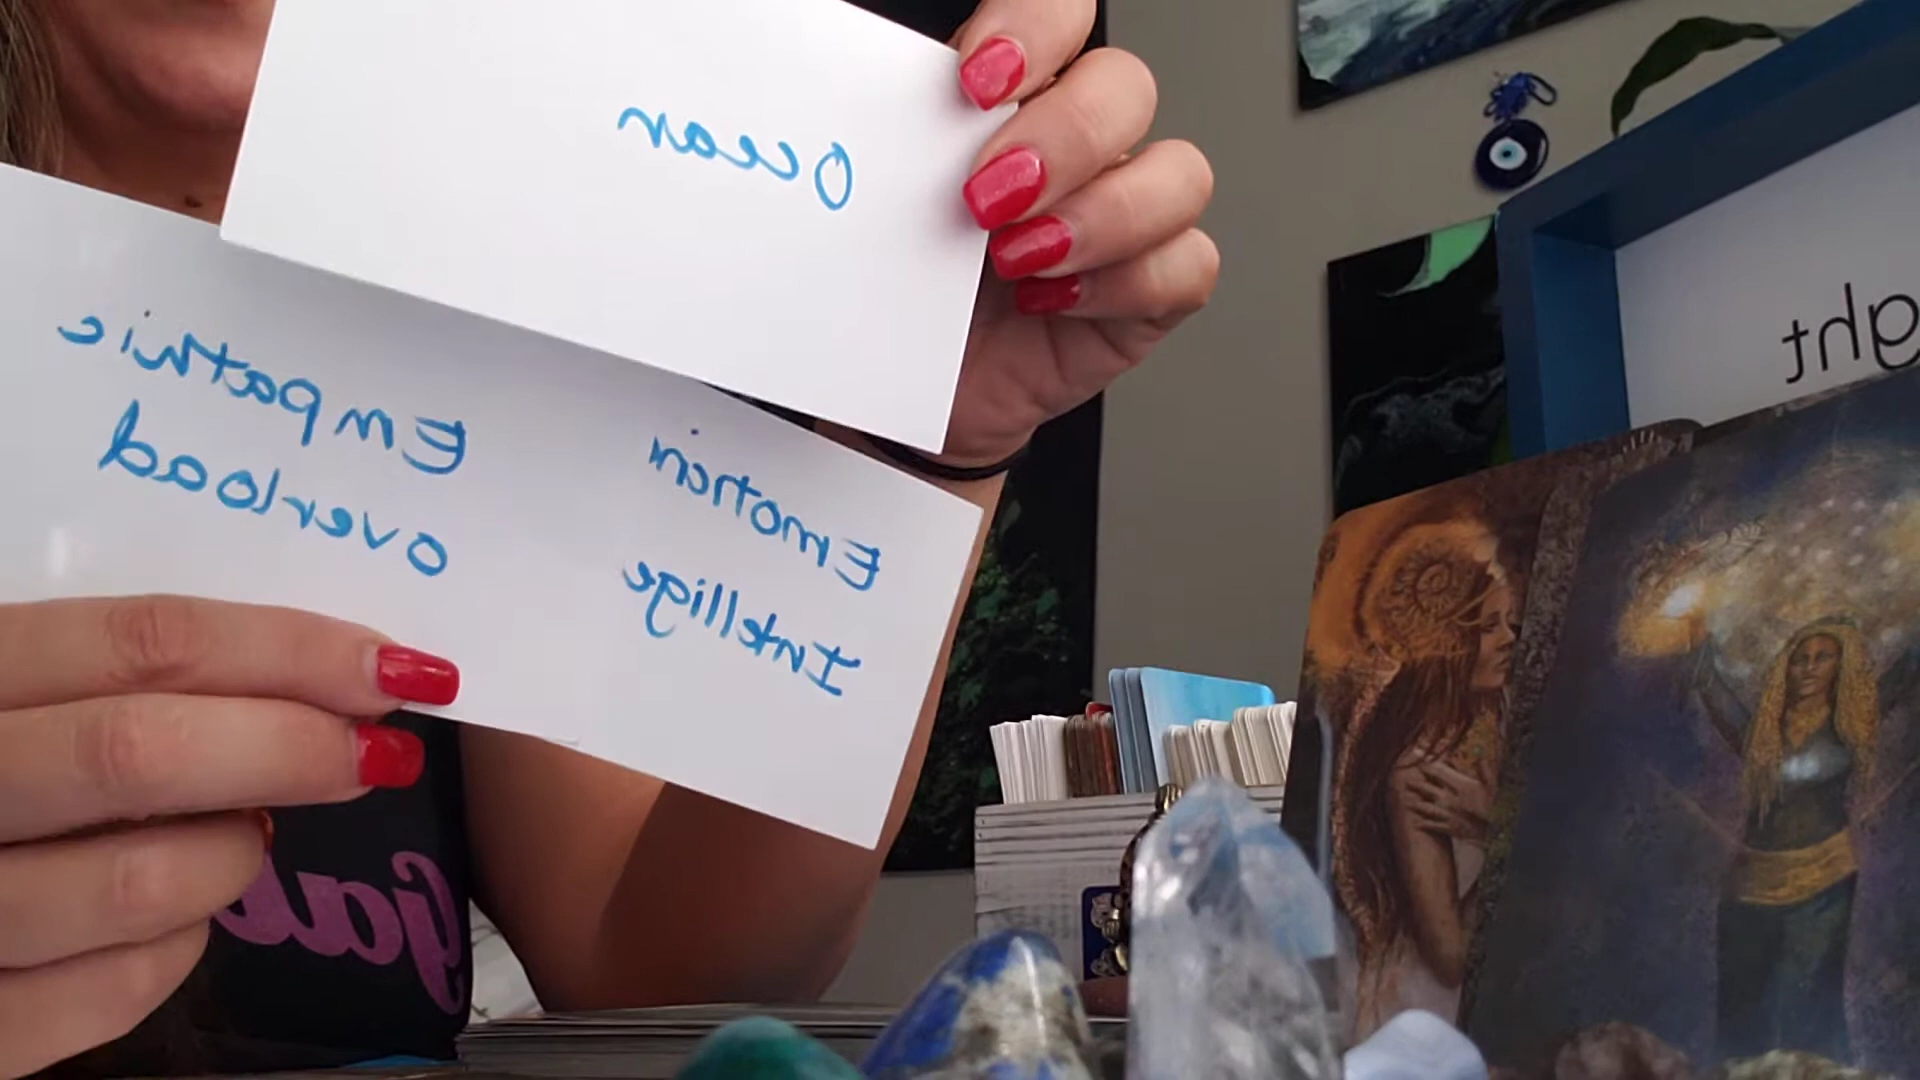 Ocean
Emotion
Intellige
Empathic
overload
ght